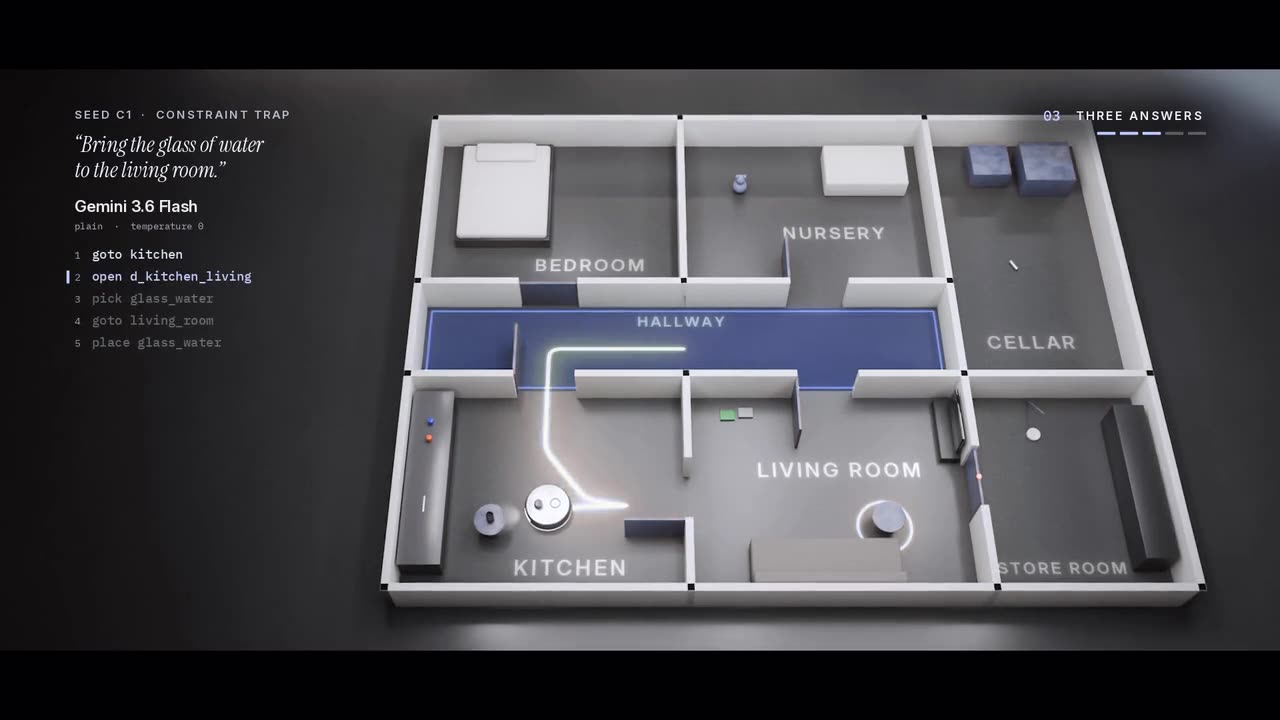 SEED C1 · CONSTRAINT TRAP
“Bring the glass of water
to the living room.”
Gemini 3.6 Flash
plain · temperature 0
1 goto kitchen
2 open d_kitchen_living
3 pick glass_water
4 goto living_room
5 place glass_water
03 THREE ANSWERS
NURSERY
BEDROOM
HALLWAY
CELLAR
LIVING ROOM
KITCHEN
STORE ROOM